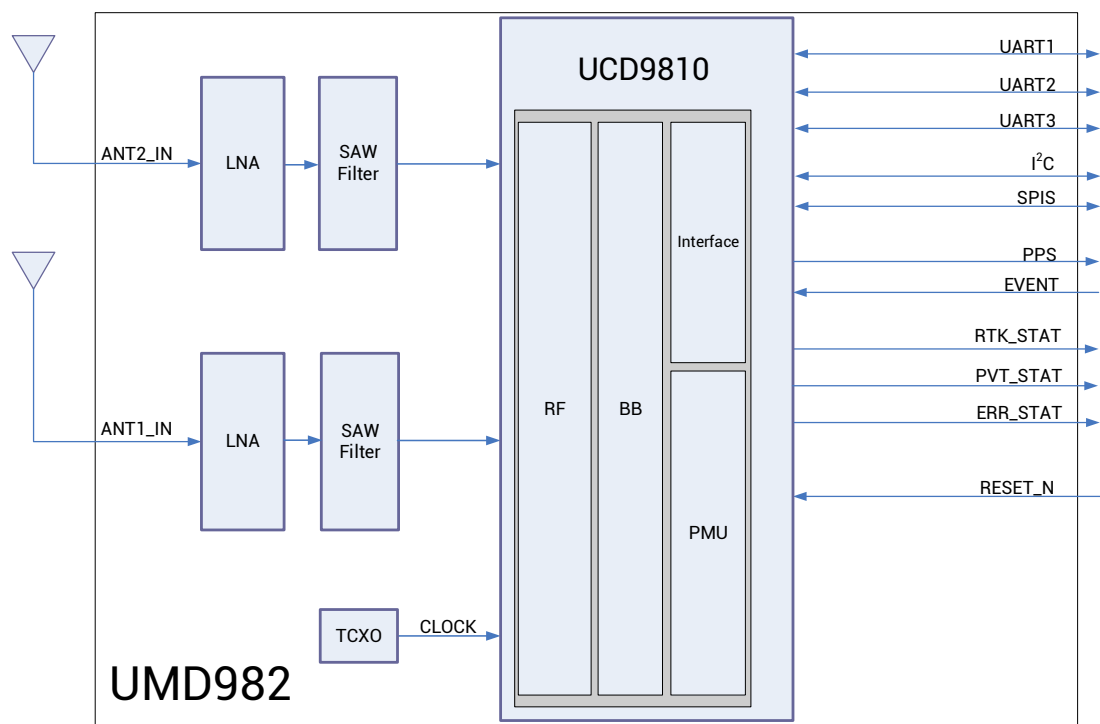 UCD9810
UART1
UART2
UART3
I²C
SPIS
PPS
EVENT
RTK_STAT
PVT_STAT
ERR_STAT
RESET_N
ANT2_IN
LNA
SAW
Filter
ANT1_IN
LNA
SAW
Filter
TCXO
CLOCK
RF
BB
Interface
PMU
UMD982